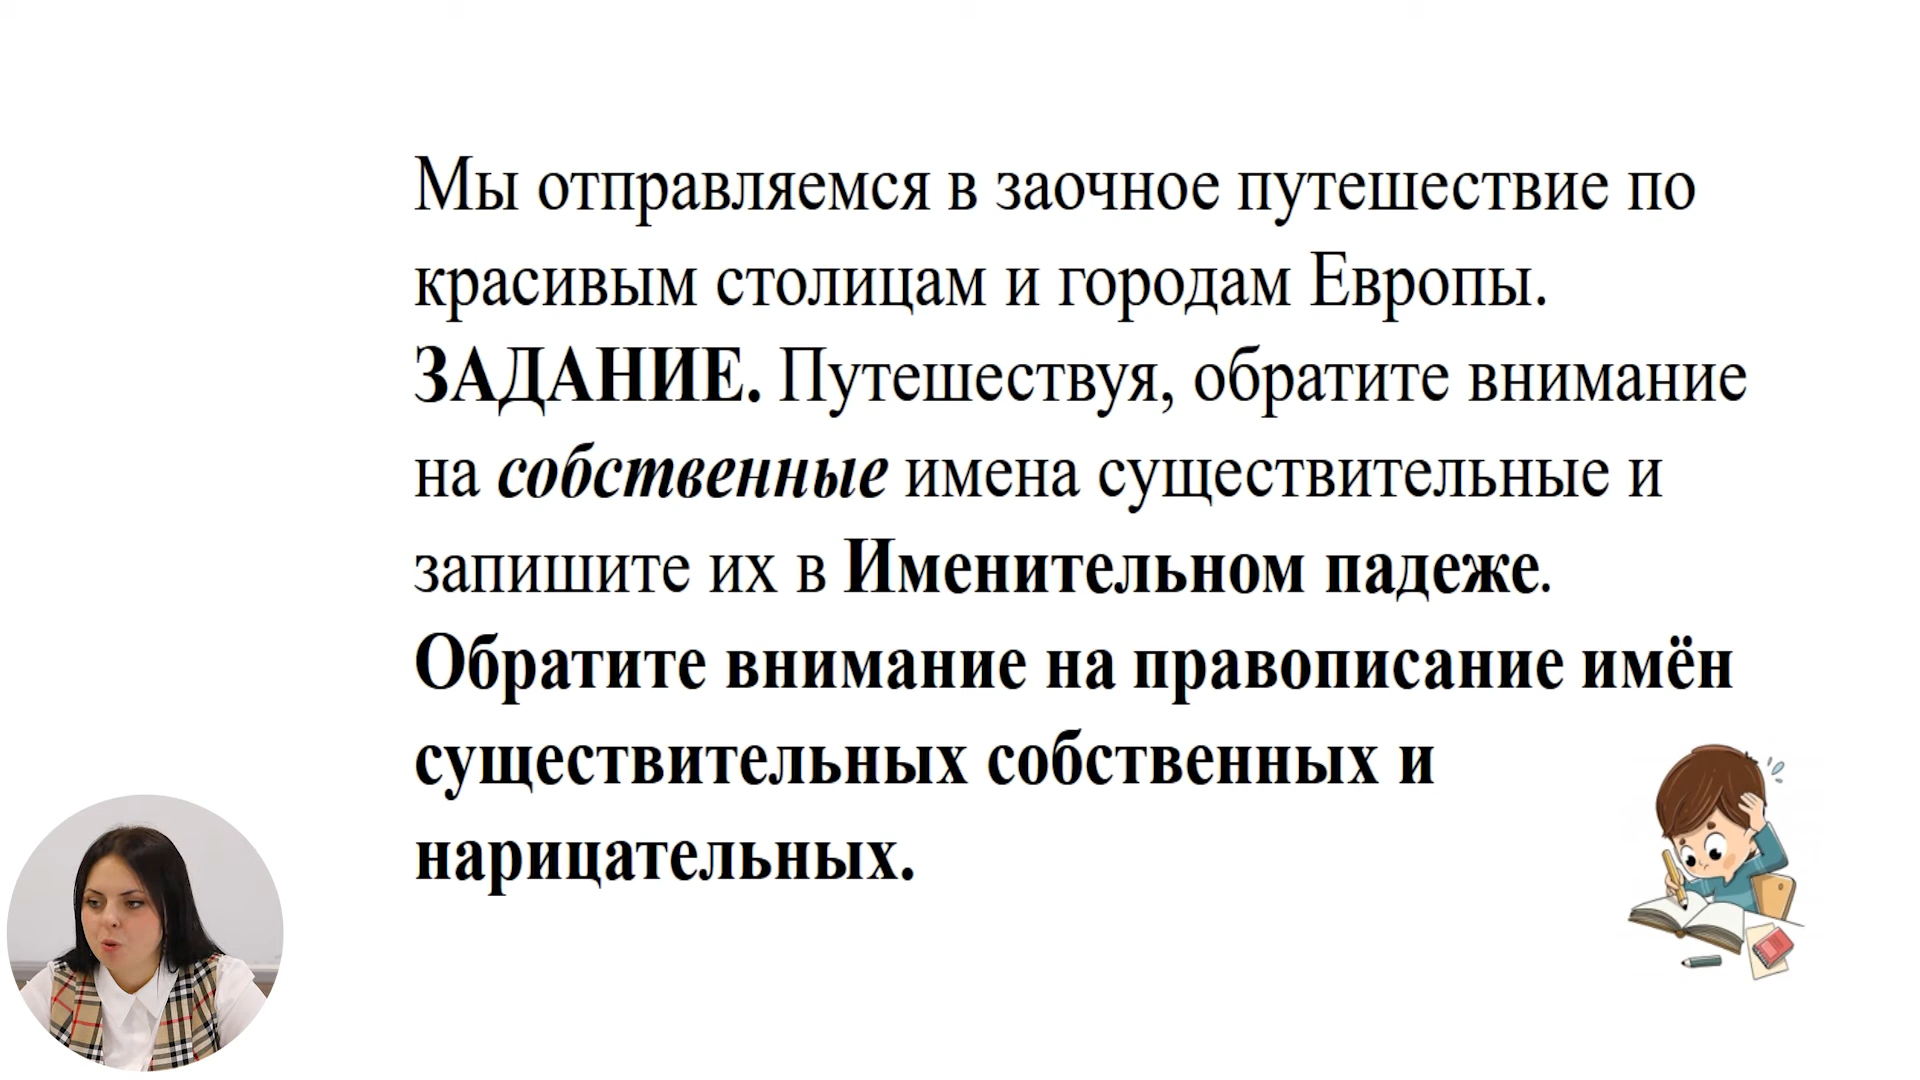 Мы отправляемся в заочное путешествие по
красивым столицам и городам Европы.
ЗАДАНИЕ. Путешествуя, обратите внимание
на собственные имена существительные и
запишите их в Именительном падеже.
Обратите внимание на правописание имён
существительных собственных и
нарицательных.